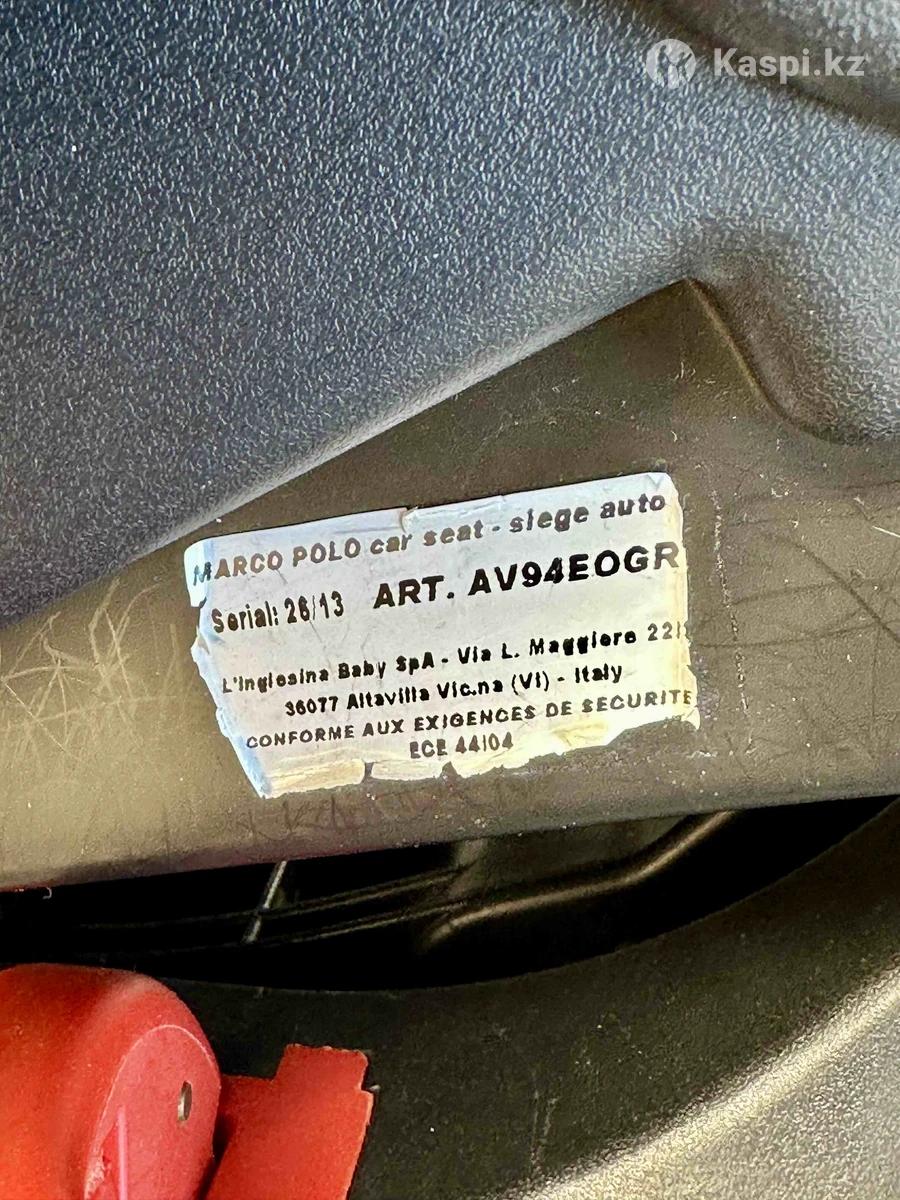 Kaspi.kz
MARCO POLO car seat - siege auto
Serial: 26/13 ART. AV94EOGR
L'Inglesina Baby SpA - Via L. Maggiore 22/
36077 Altavilla Vic.na (VI) - Italy
CONFORME AUX EXIGENCES DE SECURITE
ECE 44/04